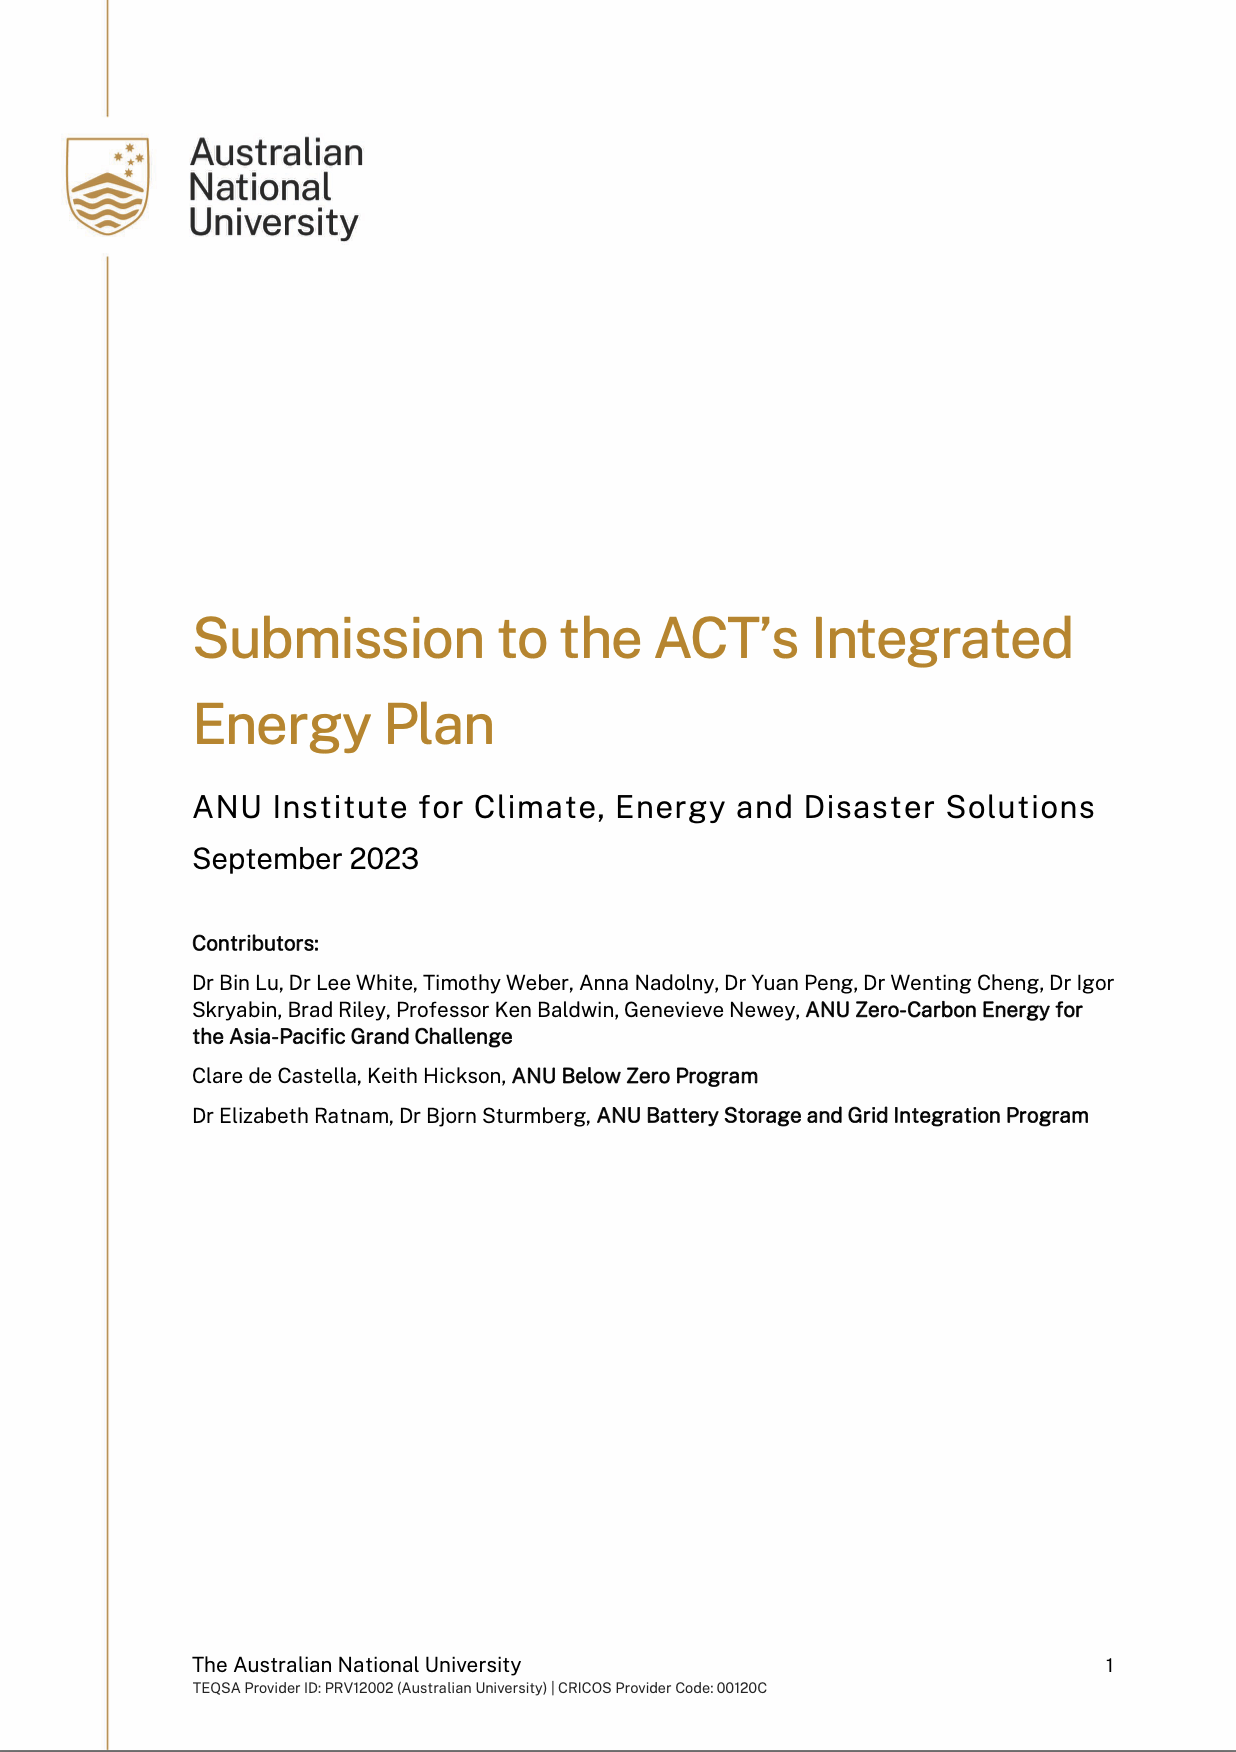 Australian
National
University
Submission to the ACT’s Integrated
Energy Plan
ANU Institute for Climate, Energy and Disaster Solutions
September 2023
Contributors:
Dr Bin Lu, Dr Lee White, Timothy Weber, Anna Nadolny, Dr Yuan Peng, Dr Wenting Cheng, Dr Igor
Skryabin, Brad Riley, Professor Ken Baldwin, Genevieve Newey, ANU Zero-Carbon Energy for
the Asia-Pacific Grand Challenge
Clare de Castella, Keith Hickson, ANU Below Zero Program
Dr Elizabeth Ratnam, Dr Bjorn Sturmberg, ANU Battery Storage and Grid Integration Program
The Australian National University 1
TEQSA Provider ID: PRV12002 (Australian University) | CRICOS Provider Code: 00120C